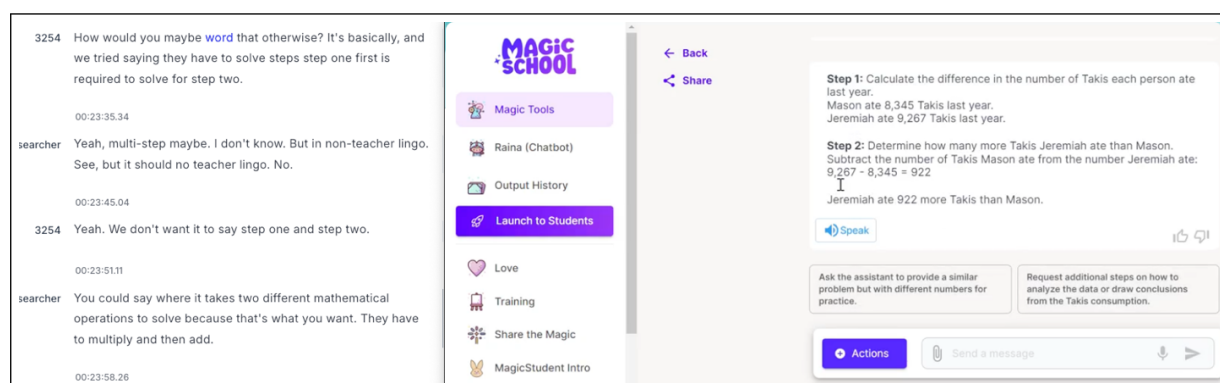 3254 How would you maybe word that otherwise? It's basically, and
we tried saying they have to solve steps step one first is
required to solve for step two.
00:23:35.34
searcher Yeah, multi-step maybe. I don't know. But in non-teacher lingo.
See, but it should no teacher lingo. No.
00:23:45.04
3254 Yeah. We don't want it to say step one and step two.
00:23:51.11
searcher You could say where it takes two different mathematical
operations to solve because that's what you want. They have
to multiply and then add.
00:23:58.26
MAGIC
SCHOOL
Magic Tools
Raina (Chatbot)
Output History
Launch to Students
Love
Training
Share the Magic
MagicStudent Intro
Back
Share
Step 1: Calculate the difference in the number of Takis each person ate
last year.
Mason ate 8,345 Takis last year.
Jeremiah ate 9,267 Takis last year.
Step 2: Determine how many more Takis Jeremiah ate than Mason.
Subtract the number of Takis Mason ate from the number Jeremiah ate:
9,267 - 8,345 = 922
Jeremiah ate 922 more Takis than Mason.
Speak
Ask the assistant to provide a similar
problem but with different numbers for
practice.
Request additional steps on how to
analyze the data or draw conclusions
from the Takis consumption.
Actions
Send a message